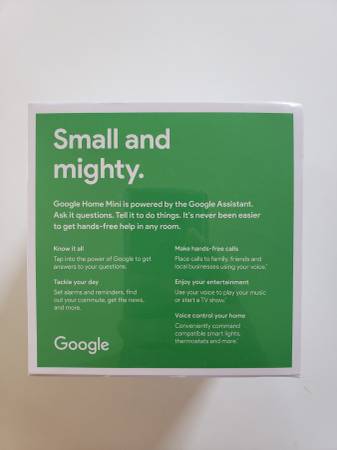 Small and
mighty.
Google Home Mini is powered by the Google Assistant.
Ask it questions. Tell it to do things. It's never been easier
to get hands-free help in any room.
Know it all
Tap into the power of Google to get
answers to your questions.
Tackle your day
Set alarms and reminders, find
out your commute, get the news,
and more.
Make hands-free calls
Place calls to family, friends and
local businesses using your voice.*
Enjoy your entertainment
Use your voice to play your music
or start a TV show.*
Voice control your home
Conveniently command
compatible smart lights,
thermostats and more.*
Google